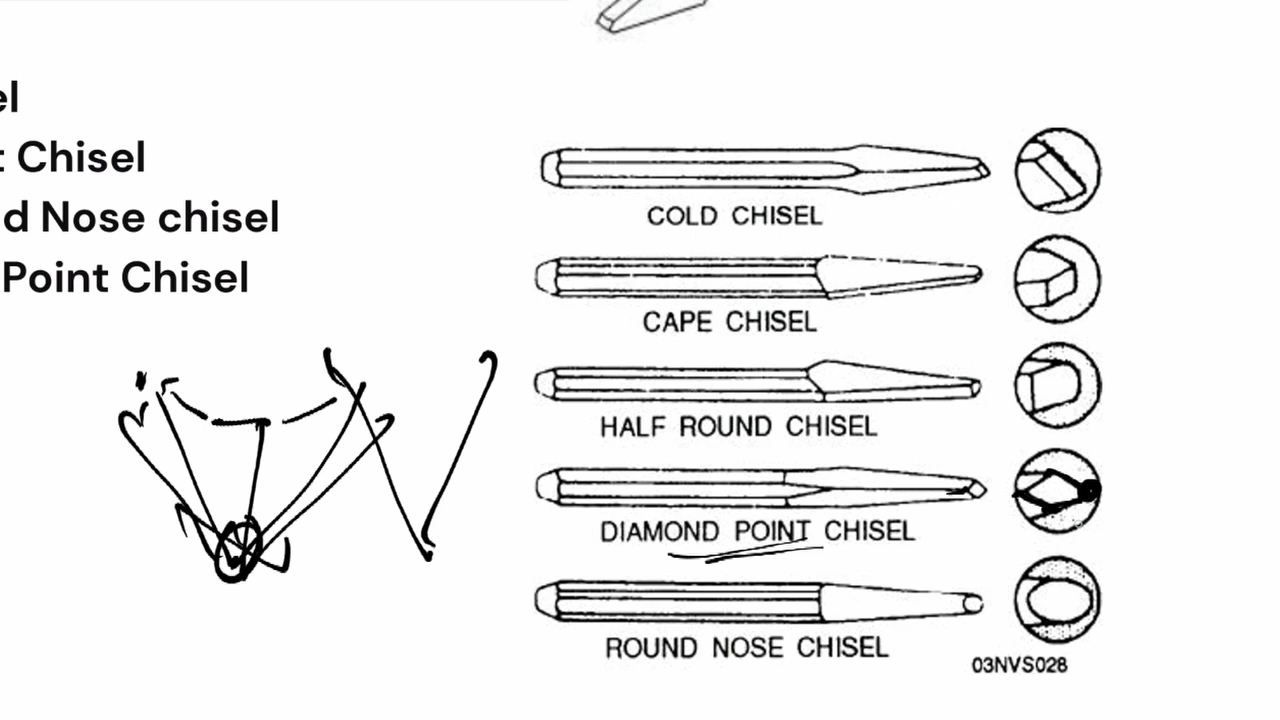 el
t Chisel
d Nose chisel
Point Chisel
COLD CHISEL
CAPE CHISEL
HALF ROUND CHISEL
DIAMOND POINT CHISEL
ROUND NOSE CHISEL
03NVS028